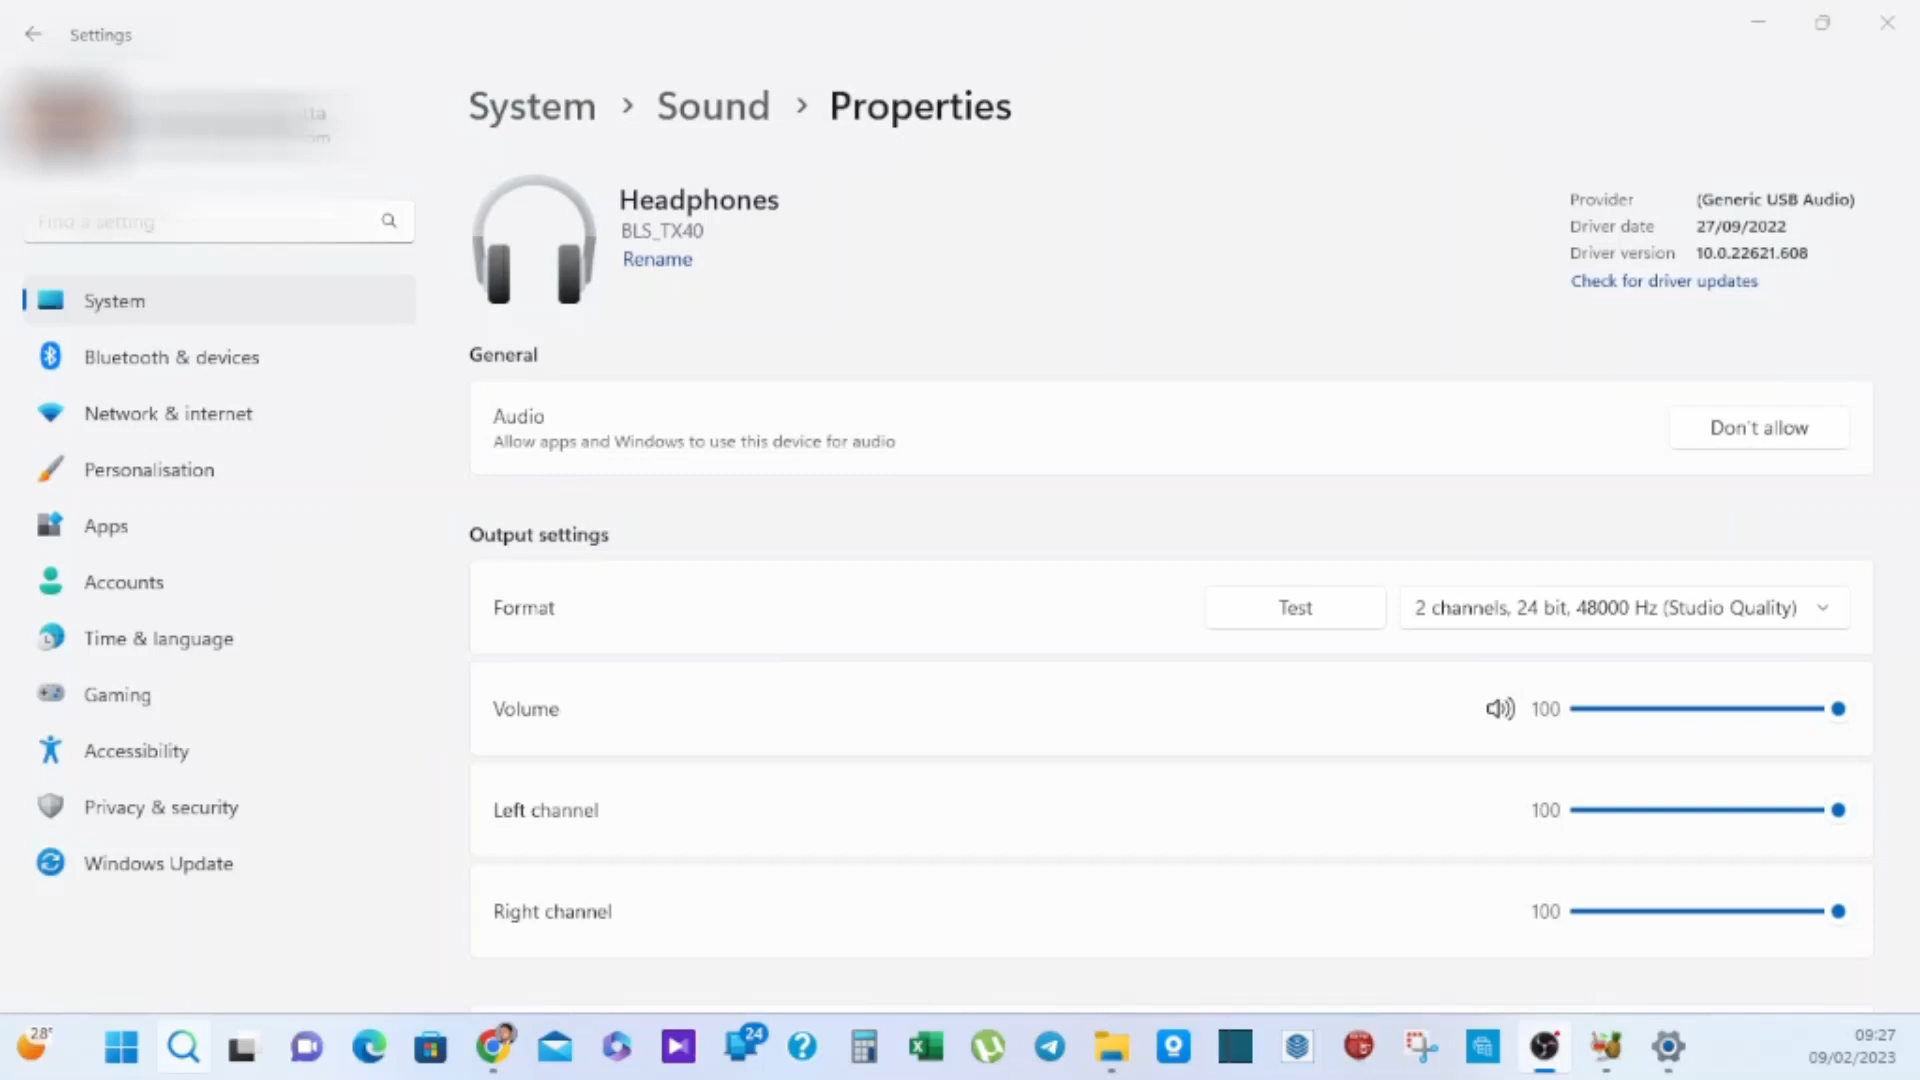 Settings
System > Sound > Properties
Find a setting
System
Bluetooth & devices
Network & internet
Personalisation
Apps
Accounts
Time & language
Gaming
Accessibility
Privacy & security
Windows Update
Headphones
BLS_TX40
Rename
Provider (Generic USB Audio)
Driver date 27/09/2022
Driver version 10.0.22621.608
Check for driver updates
General
Audio
Allow apps and Windows to use this device for audio
Don't allow
Output settings
Format Test 2 channels, 24 bit, 48000 Hz (Studio Quality)
Volume 100
Left channel 100
Right channel 100
28°
24
09:27
09/02/2023